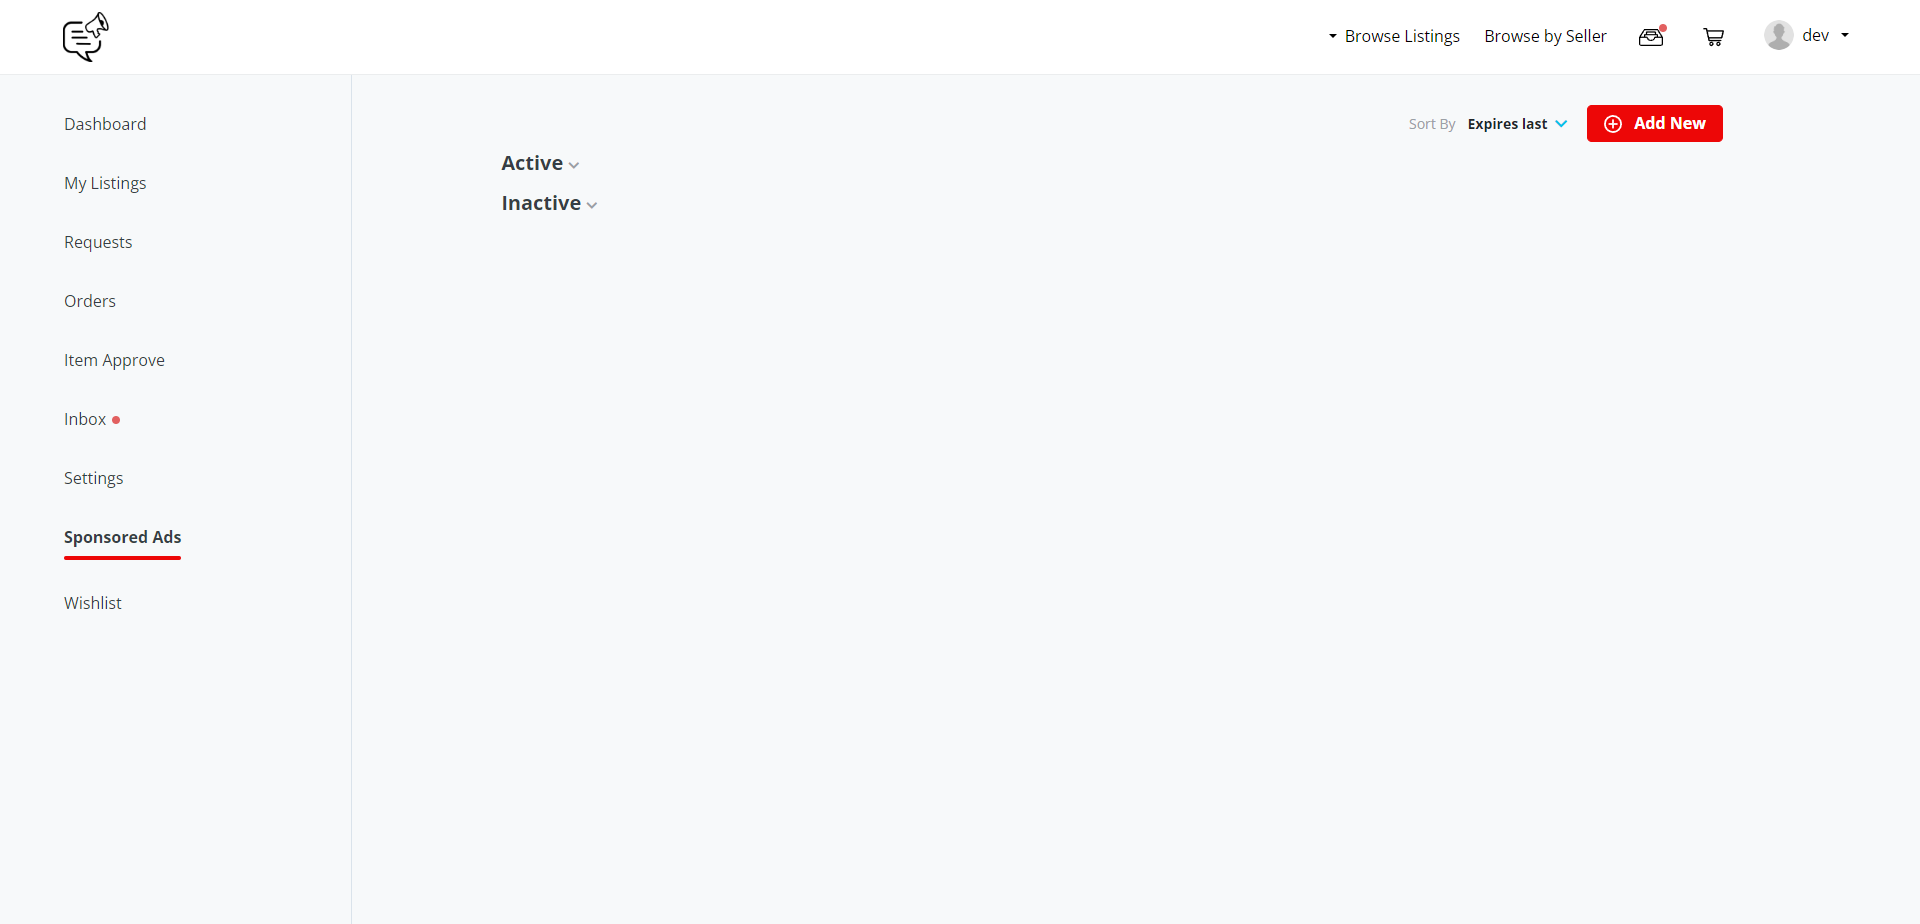 Browse Listings Browse by Seller dev
Dashboard
My Listings
Requests
Orders
Item Approve
Inbox
Settings
Sponsored Ads
Wishlist
Sort By Expires last Add New
Active
Inactive